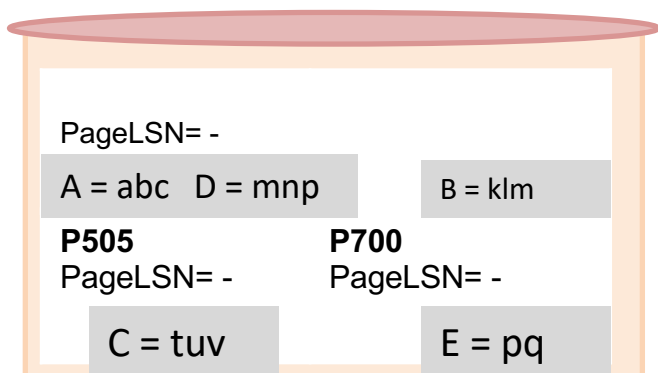 PageLSN= -
A = abc D = mnp B = klm
P505 P700
PageLSN= - PageLSN= -
C = tuv E = pq